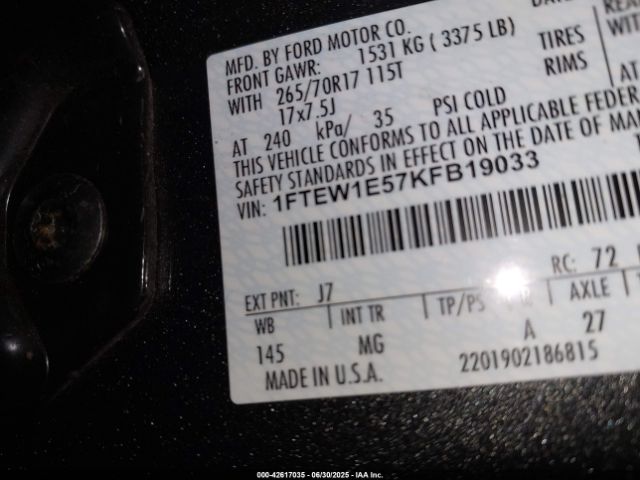 MFD. BY FORD MOTOR CO.
FRONT GAWR: 1531 KG ( 3375 LB)
WITH 265/70R17 115T TIRES
17x7.5J RIMS
AT 240 kPa/ 35 PSI COLD
THIS VEHICLE CONFORMS TO ALL APPLICABLE FEDER
SAFETY STANDARDS IN EFFECT ON THE DATE OF MA
VIN: 1FTEW1E57KFB19033
EXT PNT: J7 RC: 72
WB INT TR TP/PS R AXLE
145 MG A 27
MADE IN U.S.A. 2201902186815
000-42617035 - 06/30/2025 - IAA Inc.